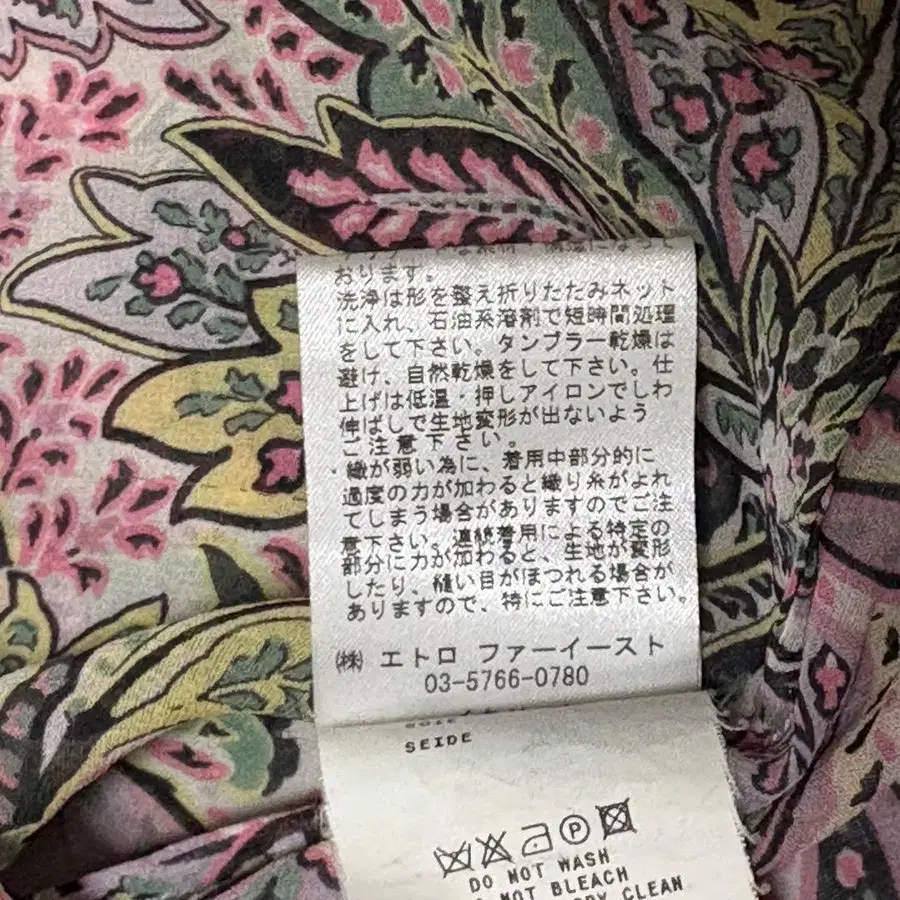 おります。
洗浄は形を整え折りたたみネット
に入れ、石油系溶剤で短時間処理
をして下さい。タンブラー乾燥は
避け、自然乾燥をして下さい。仕
上げは低温・押しアイロンでしわ
伸ばしで生地変形が出ないよう
ご注意下さい。
・織が弱い為に、着用中部分的に
過度の力が加わると織り糸がよれ
てしまう場合がありますのでご注
意下さい。連続着用による特定の
部分に力が加わると、生地が変形
したり、縫い目がほつれる場合が
ありますので、特にご注意下さい。
㈱ エトロ ファーイースト
03-5766-0780
SEIDE
P
DO NOT WASH
NOT BLEACH
DRY CLEAN